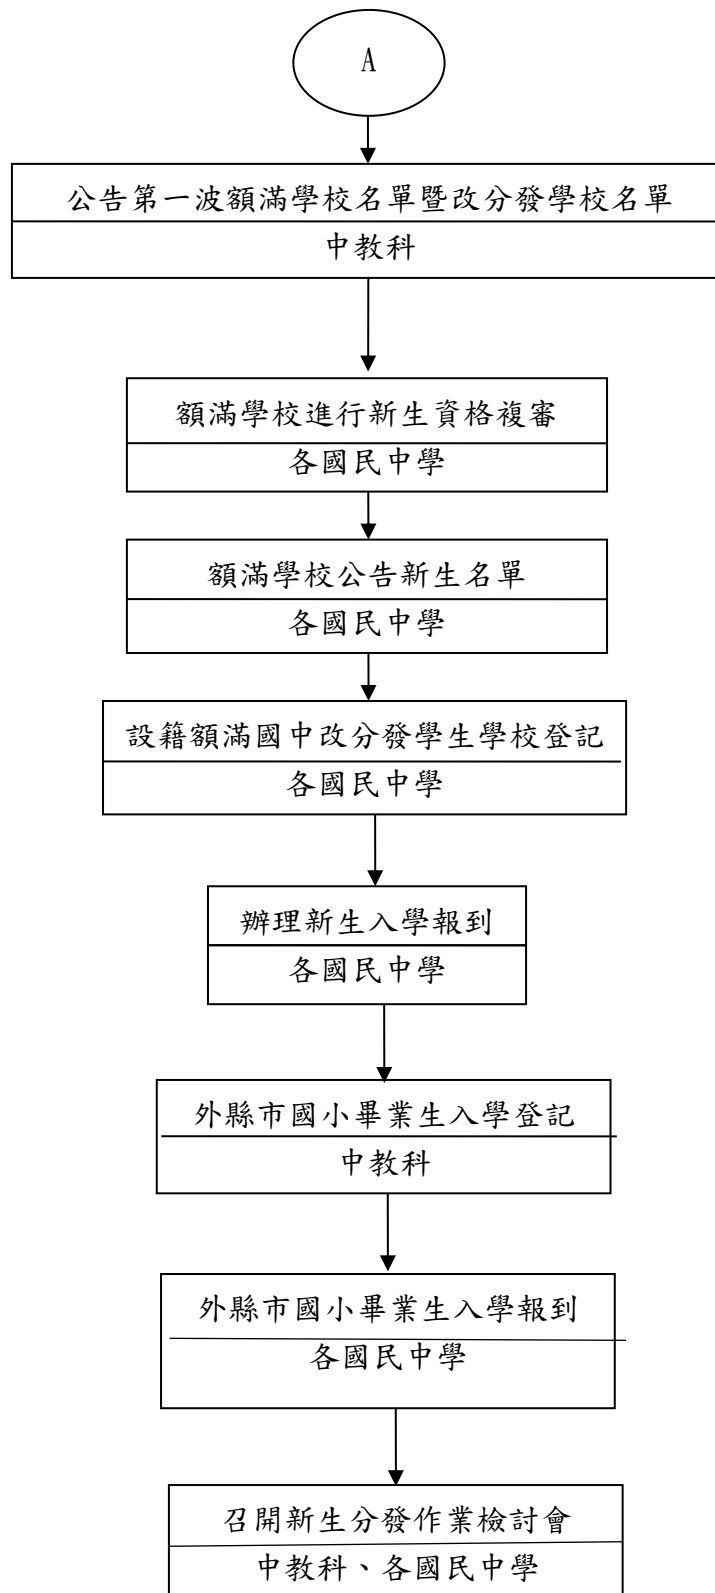 A
公告第一波額滿學校名單暨改分發學校名單
中教科
額滿學校進行新生資格複審
各國民中學
額滿學校公告新生名單
各國民中學
設籍額滿國中改分發學生學校登記
各國民中學
辦理新生入學報到
各國民中學
外縣市國小畢業生入學登記
中教科
外縣市國小畢業生入學報到
各國民中學
召開新生分發作業檢討會
中教科、各國民中學